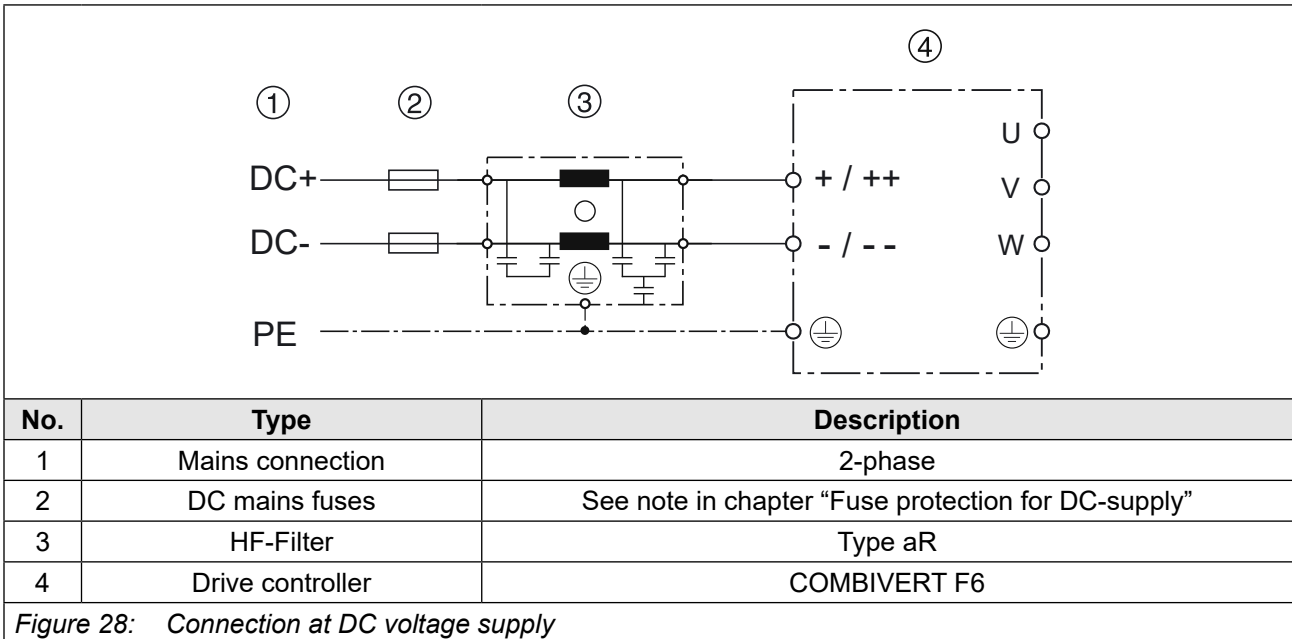 ④
① ② ③
U
DC+ + / ++
V
DC- - / - - W
PE
No. Type Description
1 Mains connection 2-phase
2 DC mains fuses See note in chapter “Fuse protection for DC-supply”
3 HF-Filter Type aR
4 Drive controller COMBIVERT F6
Figure 28: Connection at DC voltage supply